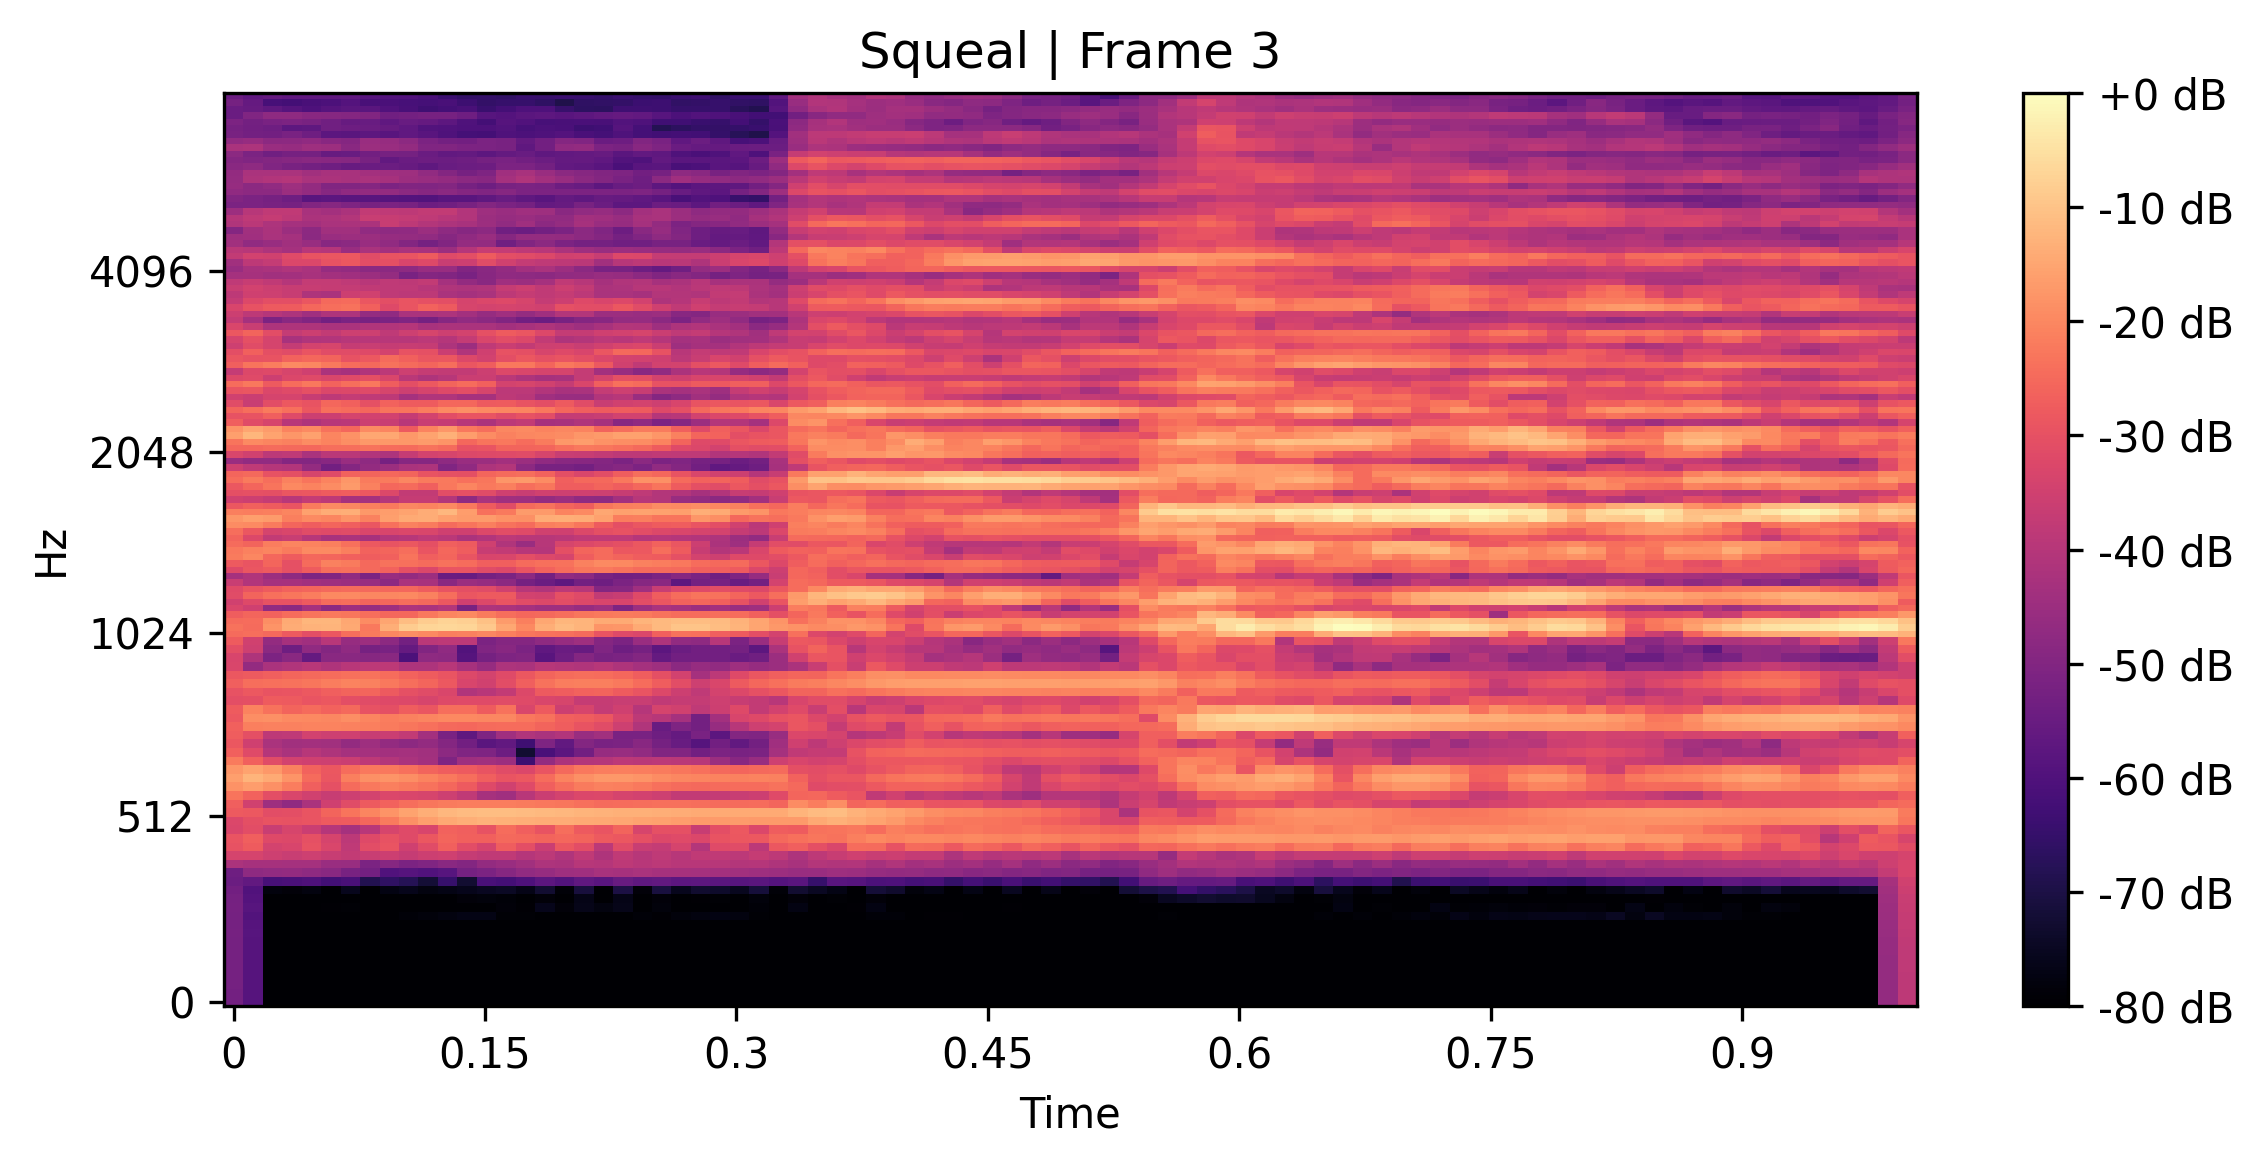 Squeal | Frame 3
+0 dB
-10 dB
-20 dB
-30 dB
-40 dB
-50 dB
-60 dB
-70 dB
-80 dB
Hz
4096
2048
1024
512
0
0 0.15 0.3 0.45 0.6 0.75 0.9
Time